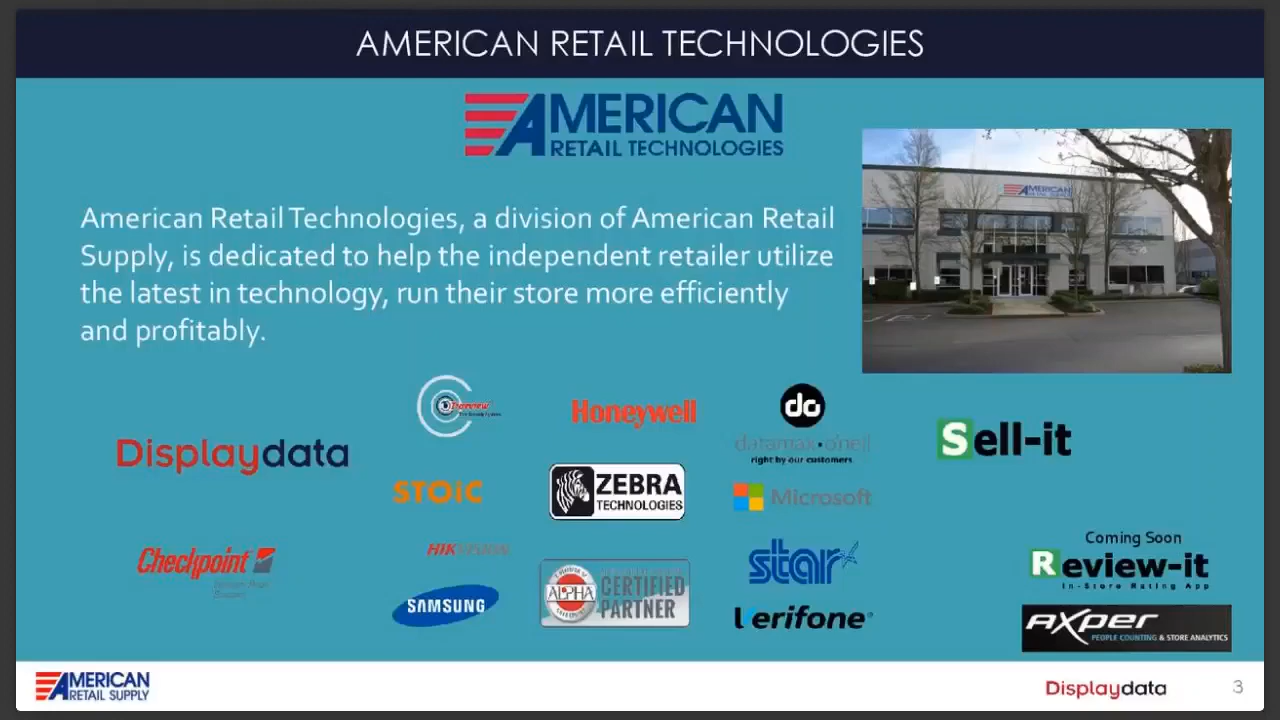 AMERICAN RETAIL TECHNOLOGIES
AMERICAN
RETAIL TECHNOLOGIES
AMERICAN
American Retail Technologies, a division of American Retail
Supply, is dedicated to help the independent retailer utilize
the latest in technology, run their store more efficiently
and profitably.
Honeywell
do
datamax•o'neil
right by our customers
Displaydata
Sell-it
STOiC
ZEBRA
TECHNOLOGIES
Microsoft
Checkpoint
HIKVISION
SAMSUNG
ALPHA
CERTIFIED
PARTNER
star
Verifone
Coming Soon
Review-it
In-Store Rating App
AXPER
PEOPLE COUNTING & STORE ANALYTICS
AMERICAN
RETAIL SUPPLY
Displaydata
3